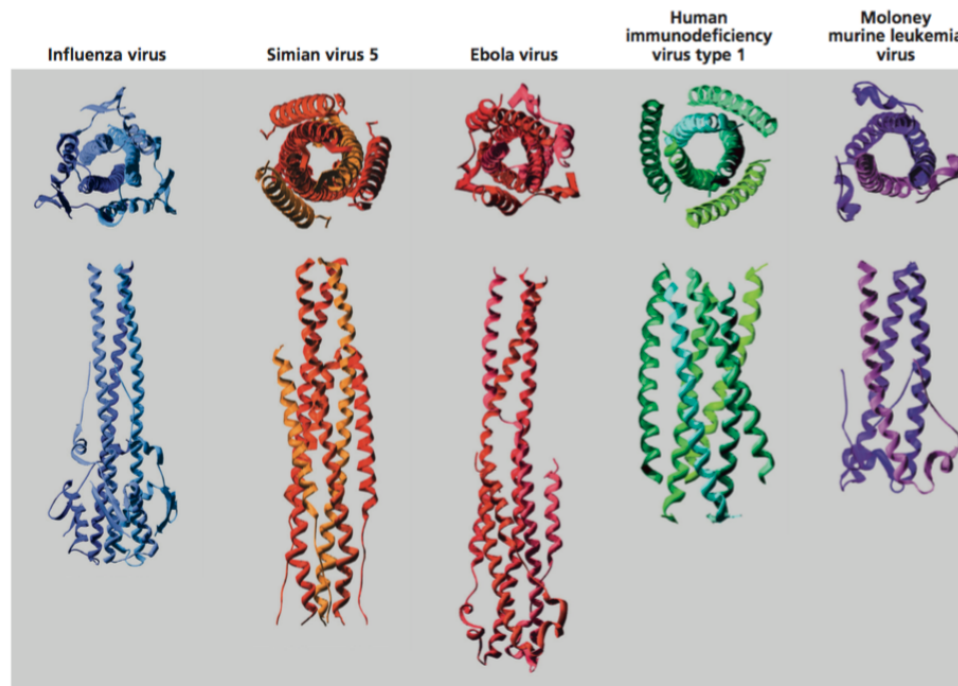 Influenza virus
Simian virus 5
Ebola virus
Human
immunodeficiency
virus type 1
Moloney
murine leukemia
virus